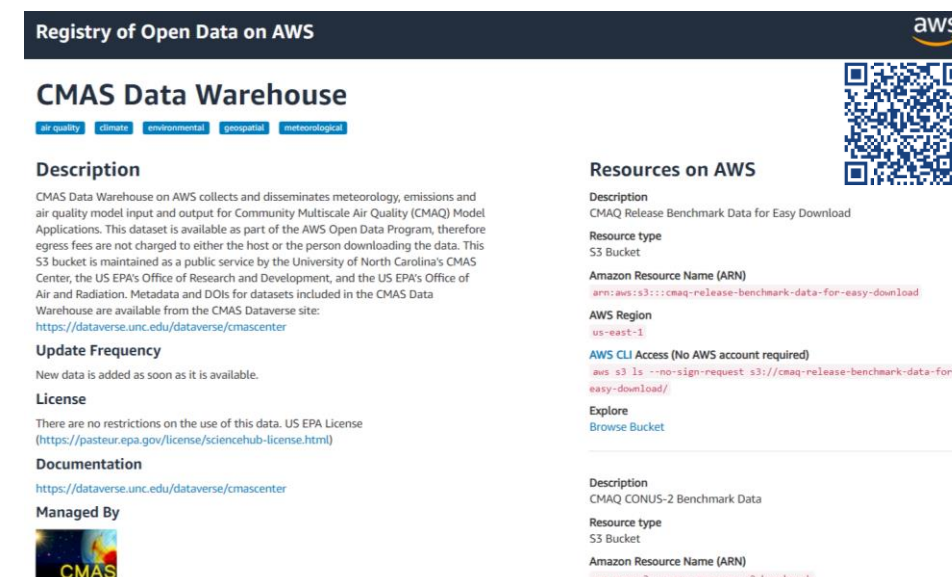 Registry of Open Data on AWS
aws
CMAS Data Warehouse
air quality climate environmental geospatial meteorological
Description
CMAS Data Warehouse on AWS collects and disseminates meteorology, emissions and
air quality model input and output for Community Multiscale Air Quality (CMAQ) Model
Applications. This dataset is available as part of the AWS Open Data Program, therefore
egress fees are not charged to either the host or the person downloading the data. This
S3 bucket is maintained as a public service by the University of North Carolina's CMAS
Center, the US EPA's Office of Research and Development, and the US EPA's Office of
Air and Radiation. Metadata and DOIs for datasets included in the CMAS Data
Warehouse are available from the CMAS Dataverse site:
https://dataverse.unc.edu/dataverse/cmascenter
Update Frequency
New data is added as soon as it is available.
License
There are no restrictions on the use of this data. US EPA License
(https://pasteur.epa.gov/license/sciencehub-license.html)
Documentation
https://dataverse.unc.edu/dataverse/cmascenter
Managed By
CMAS
Resources on AWS
Description
CMAQ Release Benchmark Data for Easy Download
Resource type
S3 Bucket
Amazon Resource Name (ARN)
arn:aws:s3:::cmaq-release-benchmark-data-for-easy-download
AWS Region
us-east-1
AWS CLI Access (No AWS account required)
aws s3 ls --no-sign-request s3://cmaq-release-benchmark-data-for
easy-download/
Explore
Browse Bucket
Description
CMAQ CONUS-2 Benchmark Data
Resource type
S3 Bucket
Amazon Resource Name (ARN)